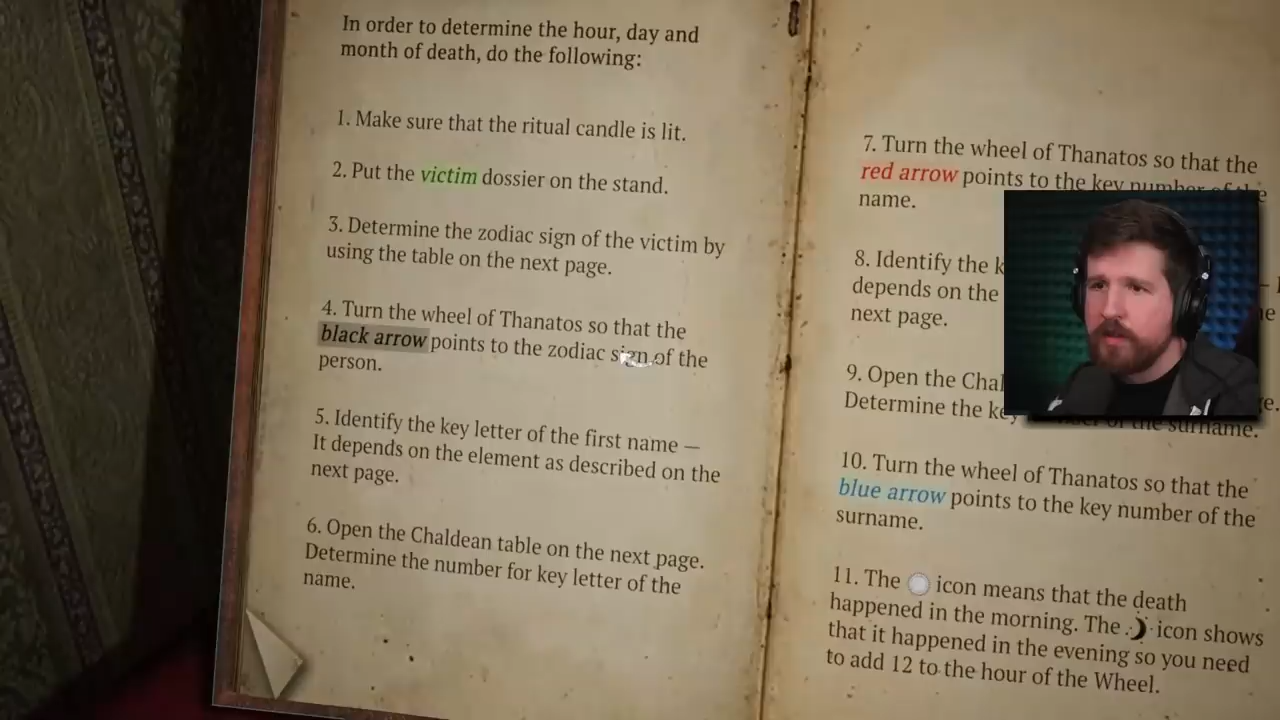 In order to determine the hour, day and
month of death, do the following:
1. Make sure that the ritual candle is lit.
2. Put the victim dossier on the stand.
3. Determine the zodiac sign of the victim by
using the table on the next page.
4. Turn the wheel of Thanatos so that the
black arrow points to the zodiac sign of the
person.
5. Identify the key letter of the first name —
It depends on the element as described on the
next page.
6. Open the Chaldean table on the next page.
Determine the number for key letter of the
name.
7. Turn the wheel of Thanatos so that the
red arrow points to the key number of the
name.
8. Identify the
depends on the
next page.
9. Open the
Determine the of the surname.
10. Turn the wheel of Thanatos so that the
blue arrow points to the key number of the
surname.
11. The icon means that the death
happened in the morning. The icon shows
that it happened in the evening so you need
to add 12 to the hour of the Wheel.